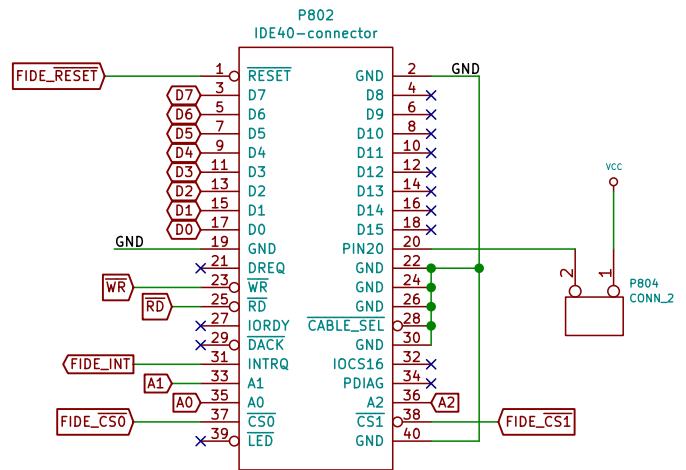 P802
IDE40-connector
FIDE_RESET 1 RESET GND 2 GND
D7 3 D7 D8 4
D6 5 D6 D9 6
D5 7 D5 D10 8
D4 9 D4 D11 10
D3 11 D3 D12 12
D2 13 D2 D13 14
D1 15 D1 D14 16
D0 17 D0 D15 18
GND 19 GND PIN20 20
21 DREQ GND 22
WR 23 WR GND 24
RD 25 RD GND 26
27 IORDY CABLE_SEL 28
29 DACK GND 30
FIDE_INT 31 INTRQ IOCS16 32
A1 33 A1 PDIAG 34
A0 35 A0 A2 36 A2
FIDE_CS0 37 CS0 CS1 38 FIDE_CS1
39 LED GND 40
VCC
2 1
P804
CONN_2